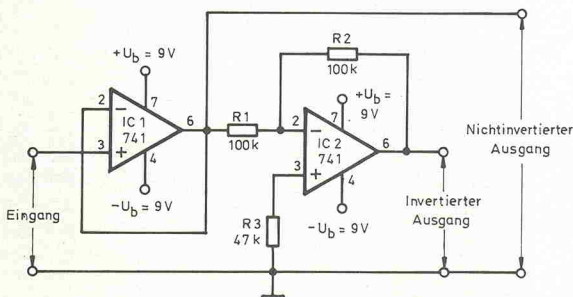 R2
100k
+U_b = 9V
7
2
-
IC 1
741
6
3
+
4
-U_b = 9V
R1
100k
+U_b =
9V
7
2
-
IC 2
741
6
3
+
4
-U_b = 9V
R3
47k
Eingang
Nichtinvertierter
Ausgang
Invertierter
Ausgang